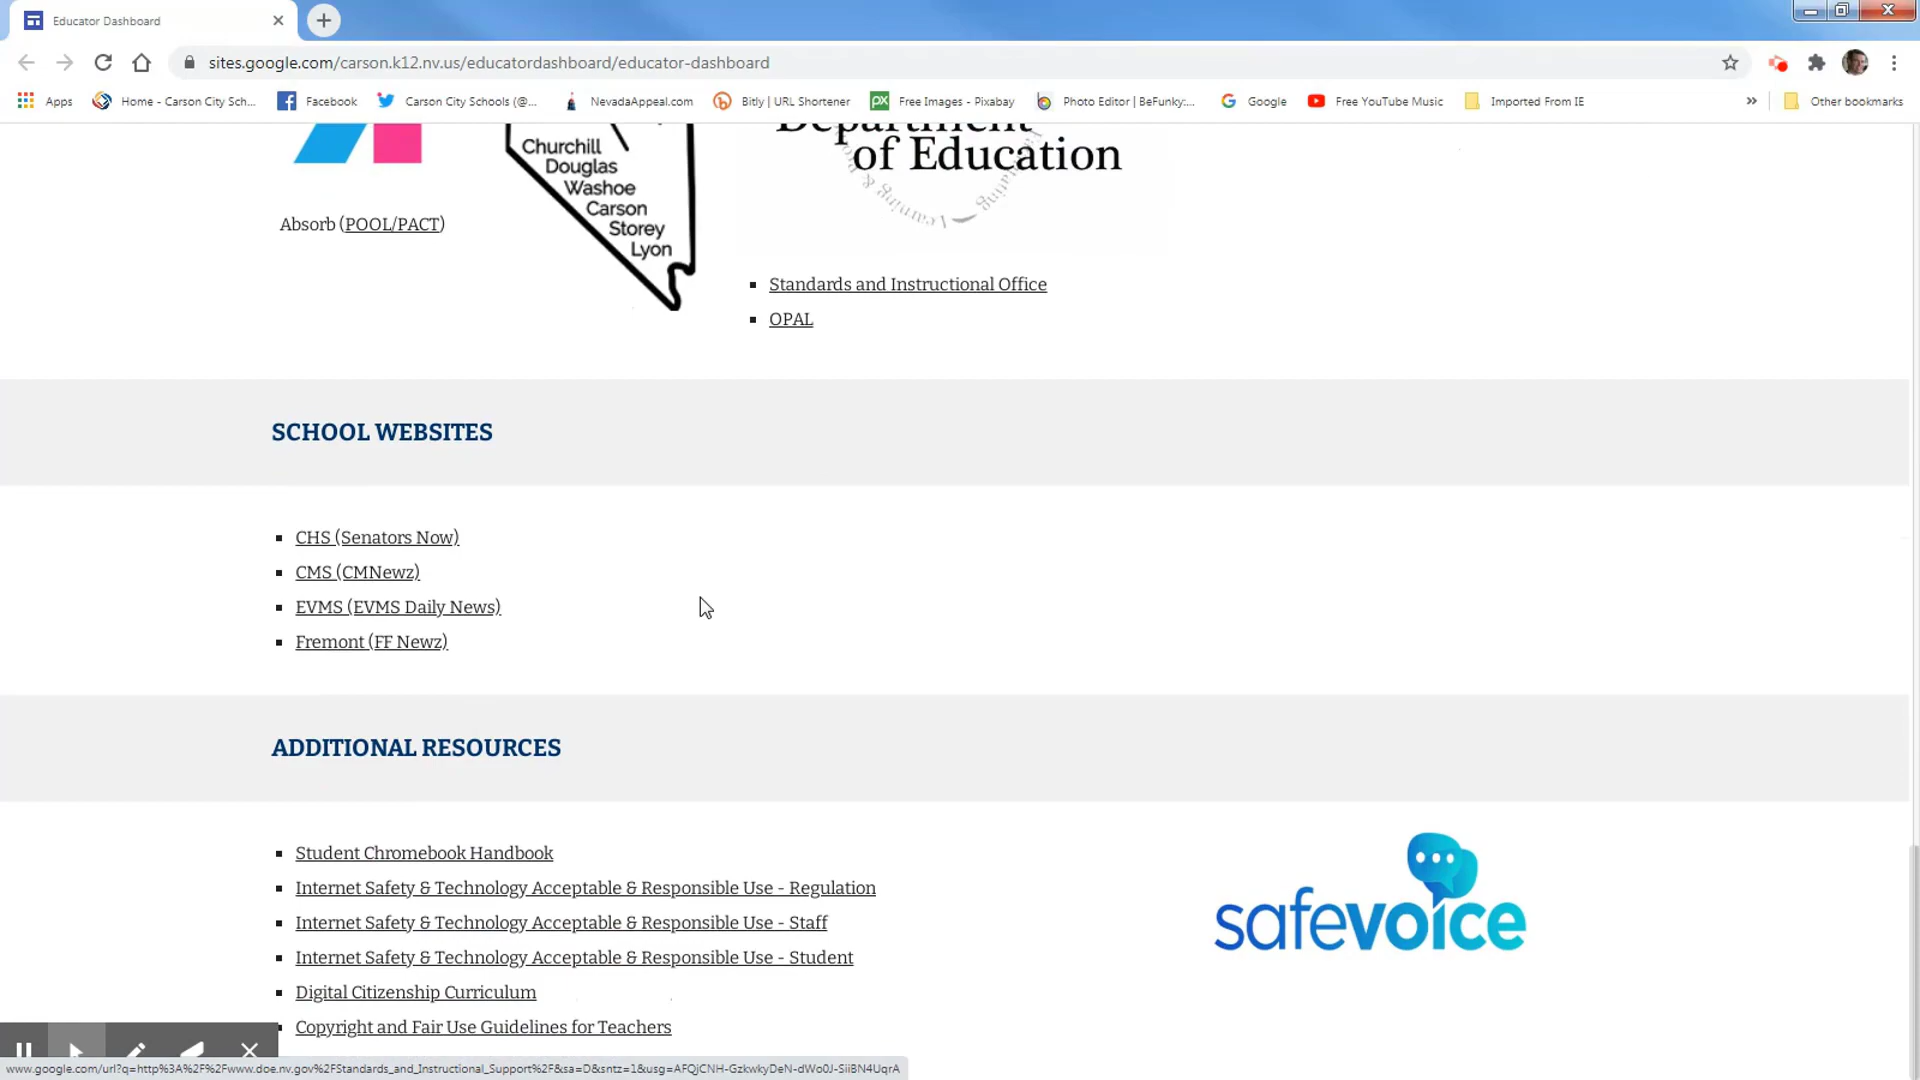 Educator Dashboard
sites.google.com/carson.k12.nv.us/educatordashboard/educator-dashboard
Apps
Home - Carson City Sch...
Facebook
Carson City Schools (@...
NevadaAppeal.com
Bitly | URL Shortener
Free Images - Pixabay
Photo Editor | BeFunky:...
Google
Free YouTube Music
Imported From IE
»
Other bookmarks
Churchill
Douglas
Washoe
Carson
Storey
Lyon
Department
of Education
Learning &
Absorb (POOL/PACT)
Standards and Instructional Office
OPAL
SCHOOL WEBSITES
CHS (Senators Now)
CMS (CMNewz)
EVMS (EVMS Daily News)
Fremont (FF Newz)
ADDITIONAL RESOURCES
Student Chromebook Handbook
Internet Safety & Technology Acceptable & Responsible Use - Regulation
Internet Safety & Technology Acceptable & Responsible Use - Staff
Internet Safety & Technology Acceptable & Responsible Use - Student
Digital Citizenship Curriculum
Copyright and Fair Use Guidelines for Teachers
safevoice
www.google.com/url?q=http%3A%2F%2Fwww.doe.nv.gov%2FStandards_and_Instructional_Support%2F&sa=D&sntz=1&usg=AFQjCNH-GzkwkyDeN-dWo0J-SiiBN4UqrA